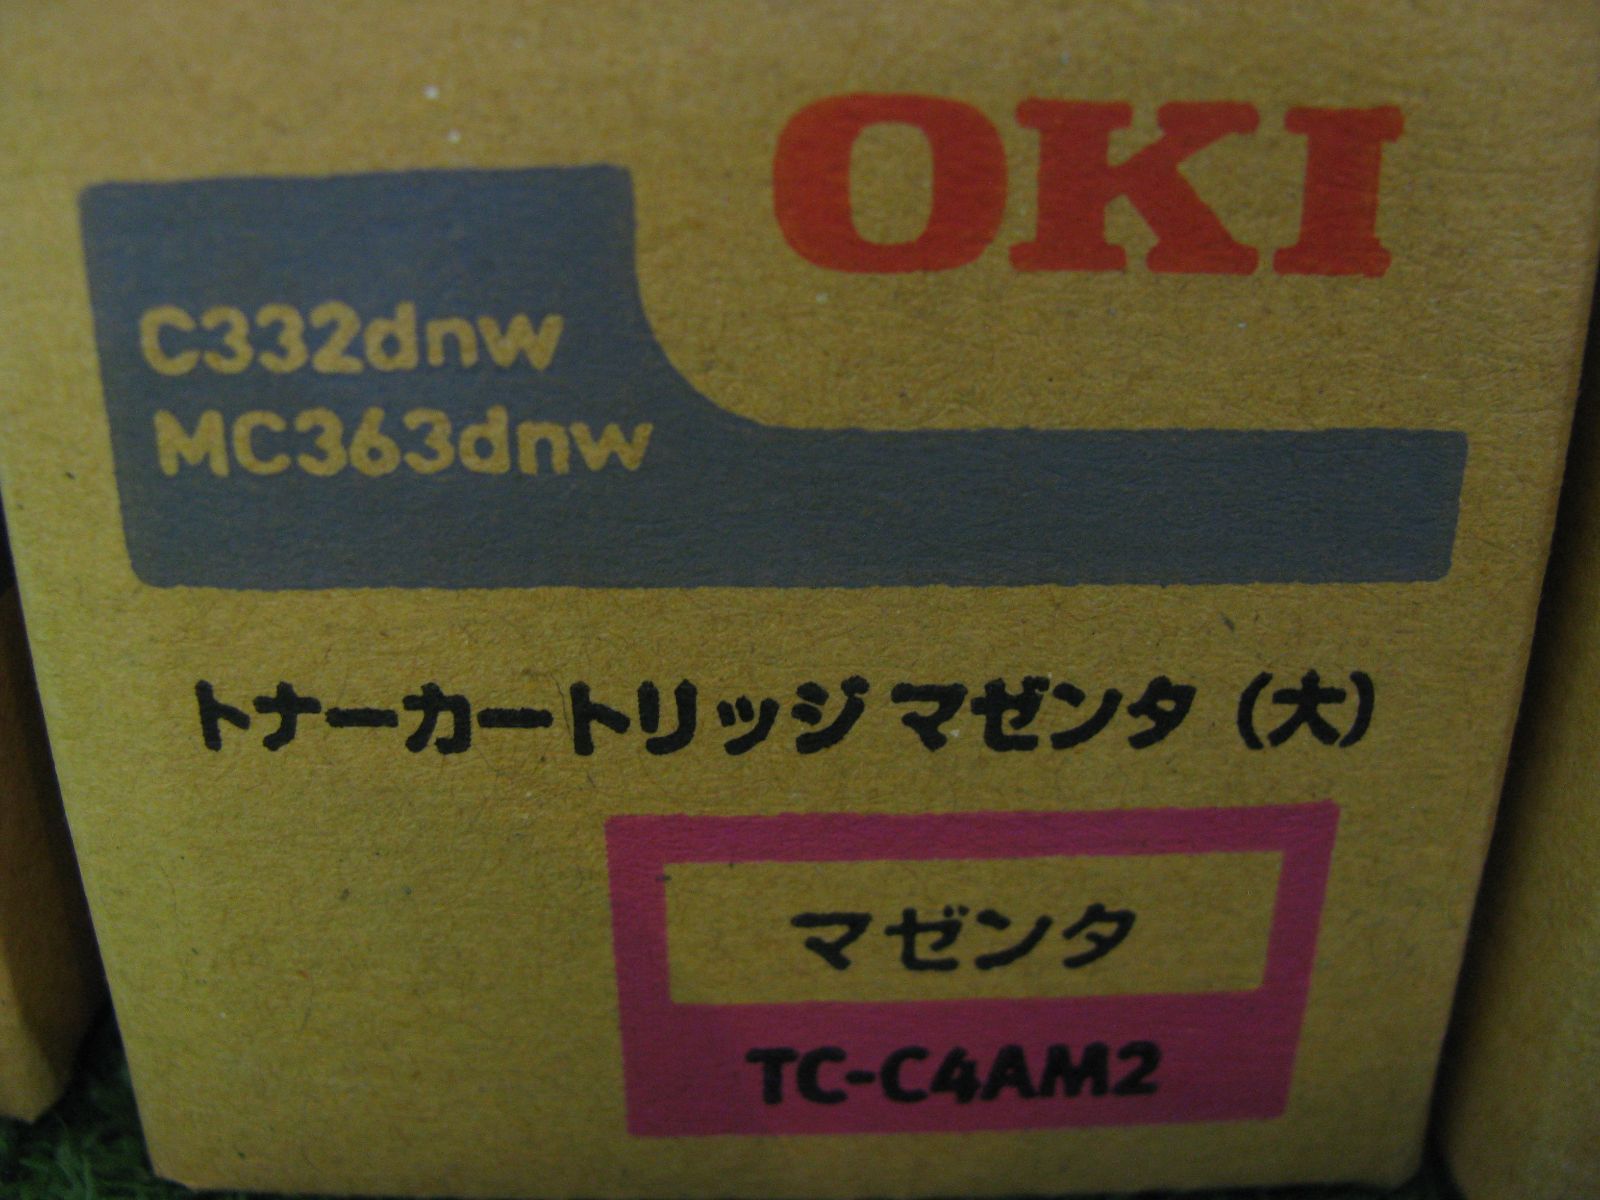 OKI
C332dnw
MC363dnw
トナーカートリッジ マゼンタ（大）
マゼンタ
TC-C4AM2